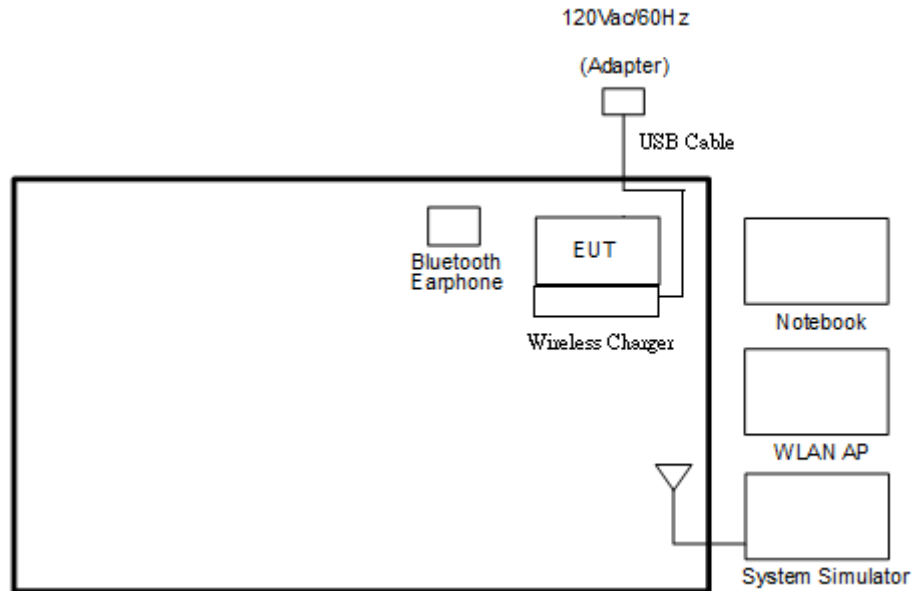 120Vac/60Hz
(Adapter)
USB Cable
Bluetooth
Earphone
EUT
Wireless Charger
Notebook
WLAN AP
System Simulator